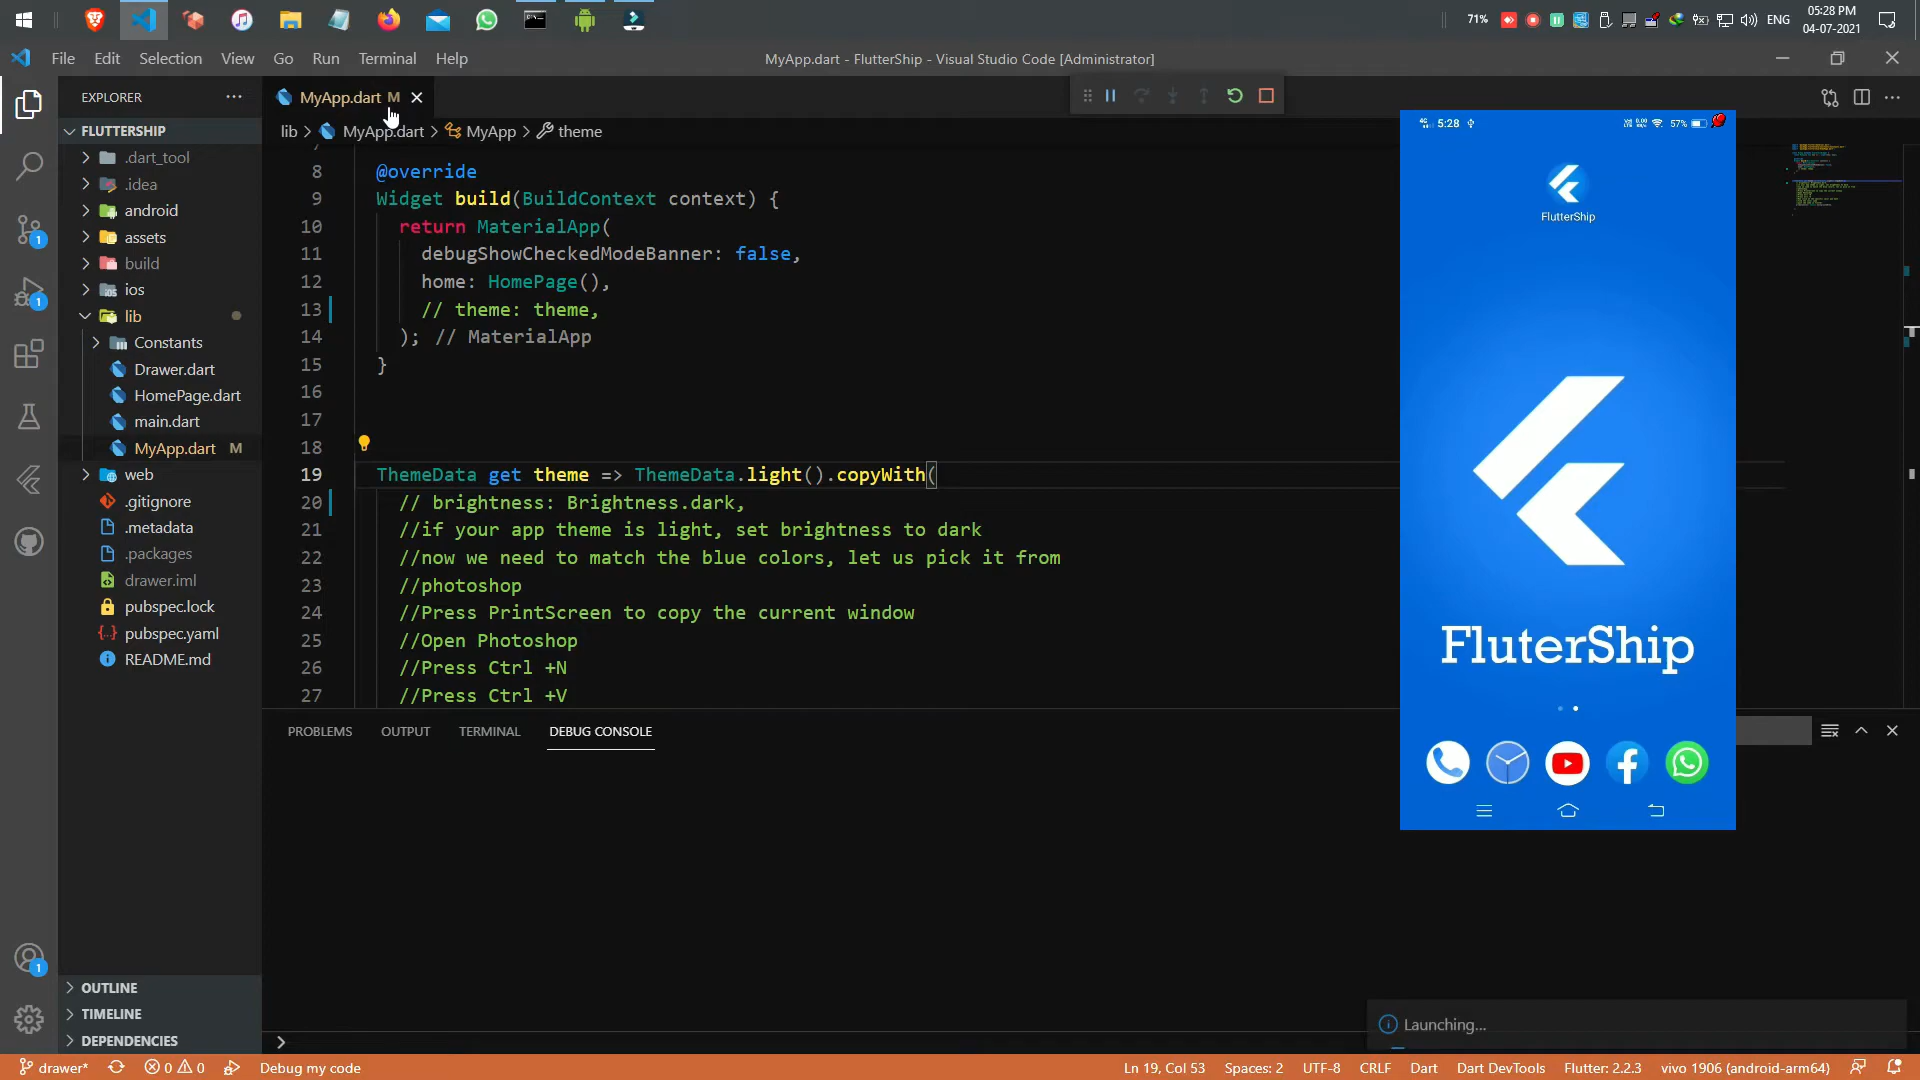 71%
ENG
05:28 PM
04-07-2021
File Edit Selection View Go Run Terminal Help
MyApp.dart - FlutterShip - Visual Studio Code [Administrator]
EXPLORER
MyApp.dart M
FLUTTERSHIP
lib > MyApp.dart > MyApp > theme
.dart_tool
.idea
android
assets
build
ios
lib
Constants
Drawer.dart
HomePage.dart
main.dart
MyApp.dart M
web
.gitignore
.metadata
.packages
drawer.iml
pubspec.lock
pubspec.yaml
README.md
OUTLINE
TIMELINE
DEPENDENCIES
8 @override
9 Widget build(BuildContext context) {
10 return MaterialApp(
11 debugShowCheckedModeBanner: false,
12 home: HomePage(),
13 // theme: theme,
14 ); // MaterialApp
15 }
16
17
18
19 ThemeData get theme => ThemeData.light().copyWith(
20 // brightness: Brightness.dark,
21 //if your app theme is light, set brightness to dark
22 //now we need to match the blue colors, let us pick it from
23 //photoshop
24 //Press PrintScreen to copy the current window
25 //Open Photoshop
26 //Press Ctrl +N
27 //Press Ctrl +V
PROBLEMS OUTPUT TERMINAL DEBUG CONSOLE
5:28
57%
FlutterShip
FluterShip
Launching...
1
1
1
drawer* 0 0 Debug my code
Ln 19, Col 53 Spaces: 2 UTF-8 CRLF Dart Dart DevTools Flutter: 2.2.3 vivo 1906 (android-arm64)